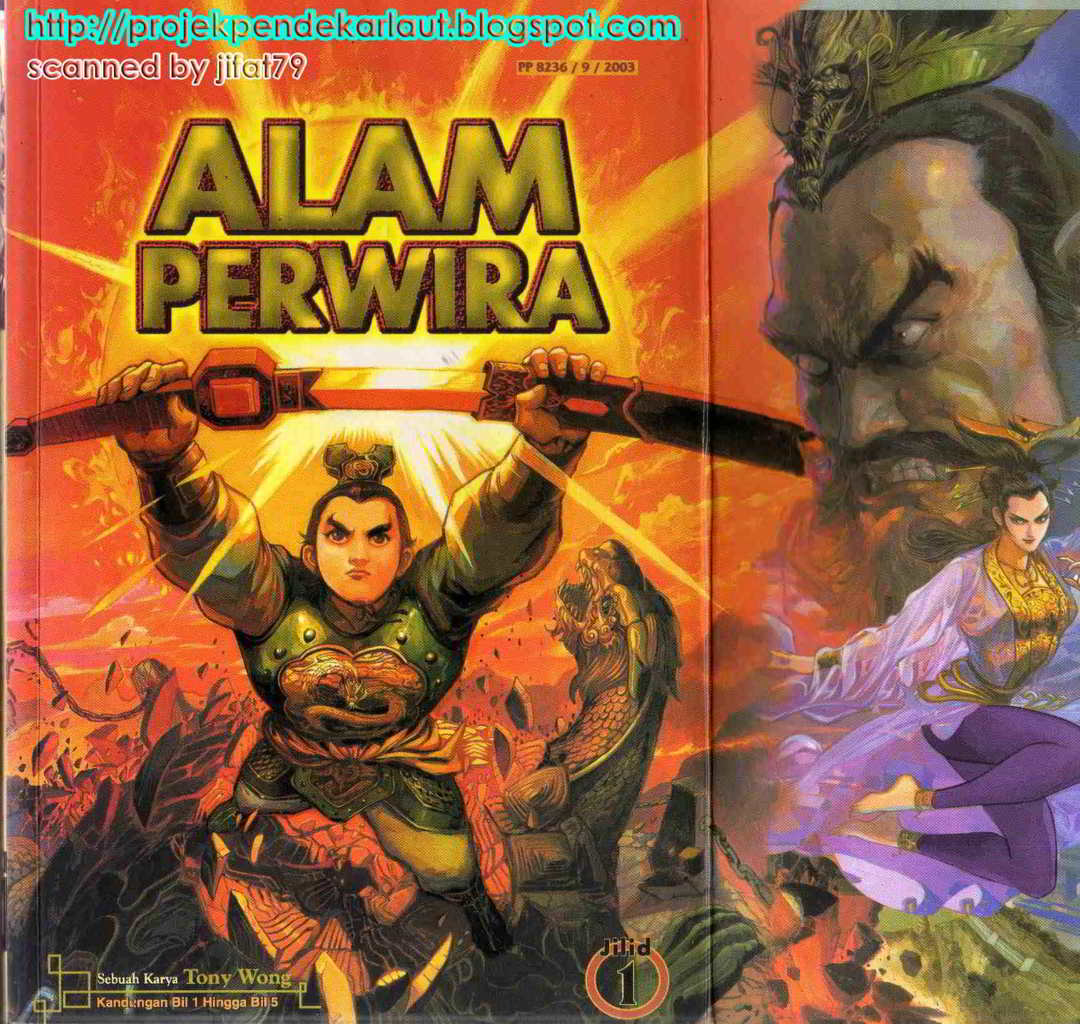 http://projekpendekarlaut.blogspot.com
scanned by jifat79
PP 8236 / 9 / 2003
ALAM
PERWIRA
Sebuah Karya Tony Wong
Kandungan Bil 1 Hingga Bil 5
Jilid
1